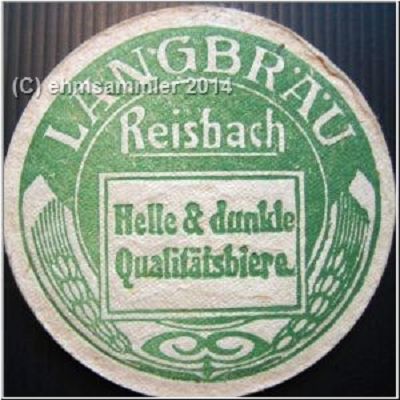 LANGBRÄU
(C) ehmsammler 2014
Reisbach
Helle & dunkle
Qualitätsbiere.